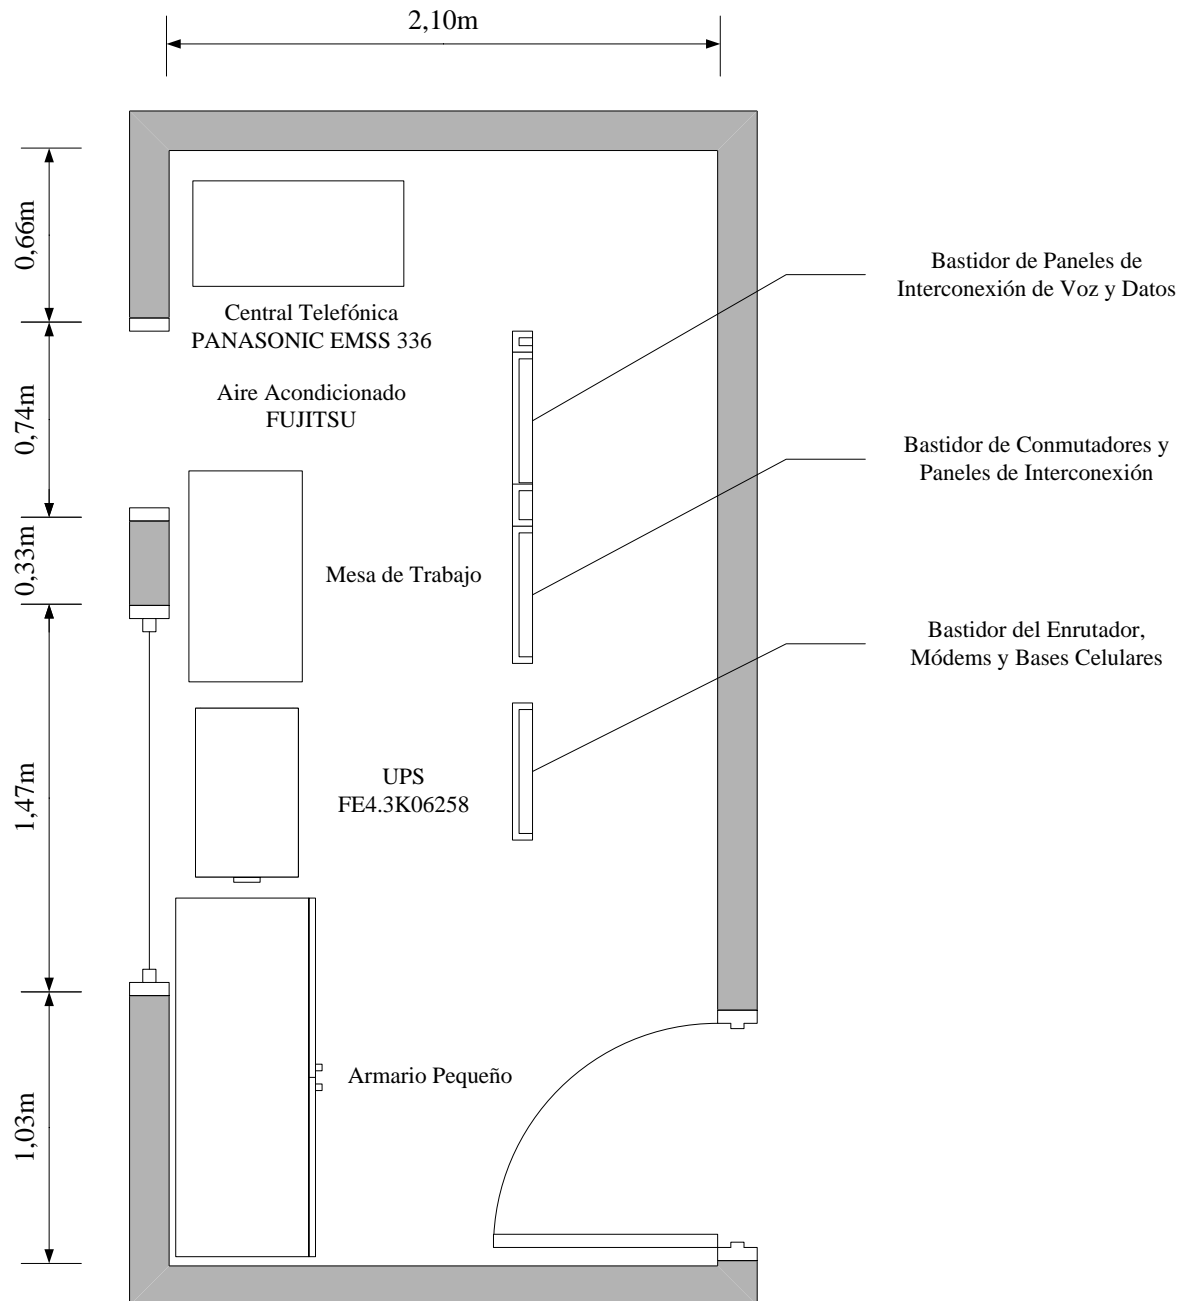 2,10m
0,66m
Central Telefónica
PANASONIC EMSS 336
Bastidor de Paneles de
Interconexión de Voz y Datos
0,74m
Aire Acondicionado
FUJITSU
Bastidor de Conmutadores y
Paneles de Interconexión
0,33m
Mesa de Trabajo
Bastidor del Enrutador,
Módems y Bases Celulares
1,47m
UPS
FE4.3K06258
1,03m
Armario Pequeño